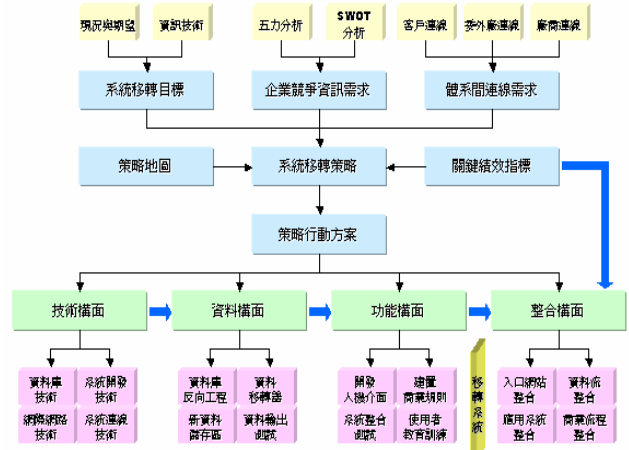 現況與期望
資訊技術
五力分析
SWOT
分析
客戶連線
委外廠連線
廠商連線
系統移轉目標
企業競爭資訊需求
體系間連線需求
策略地圖
系統移轉策略
關鍵績效指標
策略行動方案
技術構面
資料構面
功能構面
整合構面
資料庫
技術
系統開發
技術
網際網路
技術
系統連線
技術
資料庫
反向工程
資料
移轉器
新資料
儲存區
資料輸出
測試
開發
人機介面
建置
商業規則
系統整合
測試
使用者
教育訓練
移轉系統
入口網站
整合
資料流
整合
應用系統
整合
商業流程
整合